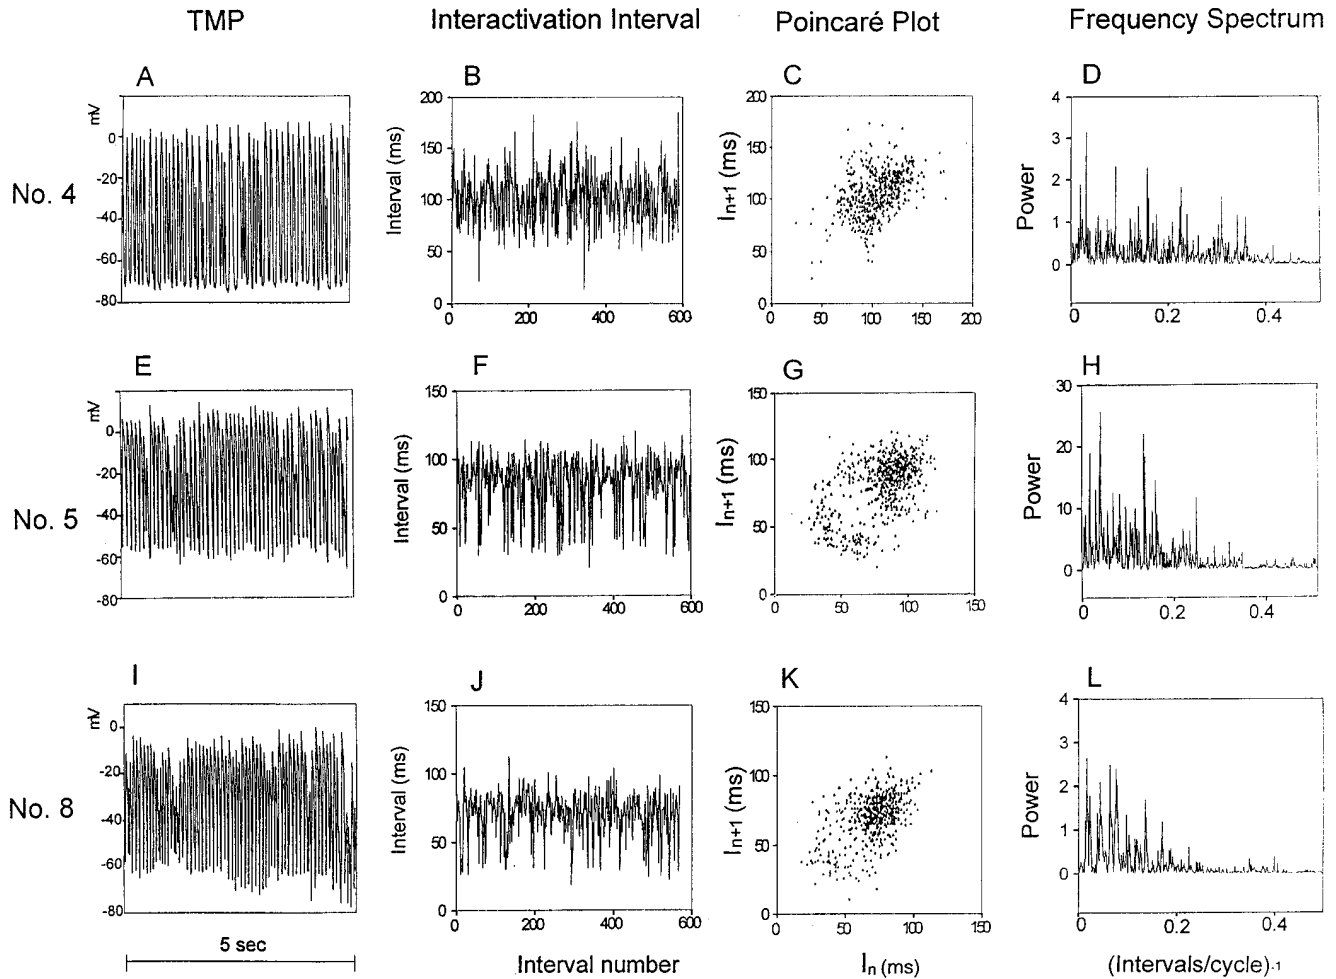 TMP Interactivation Interval Poincaré Plot Frequency Spectrum
A B C D
No. 4
mV
0
-20
-40
-60
-80
Interval (ms)
200
150
100
50
0
0 200 400 600
I n+1 (ms)
200
150
100
50
0
0 50 100 150 200
Power
4
3
2
1
0
0 0.2 0.4
E F G H
No. 5
mV
0
-20
-40
-60
-80
Interval (ms)
150
100
50
0
0 200 400 600
I n+1 (ms)
150
100
50
0
0 50 100 150
Power
30
20
10
0
0 0.2 0.4
I J K L
No. 8
mV
0
-20
-40
-60
-80
Interval (ms)
150
100
50
0
0 200 400 600
I n+1 (ms)
150
100
50
0
0 50 100 150
Power
4
3
2
1
0
0 0.2 0.4
5 sec
Interval number
I n (ms)
(Intervals/cycle)-1